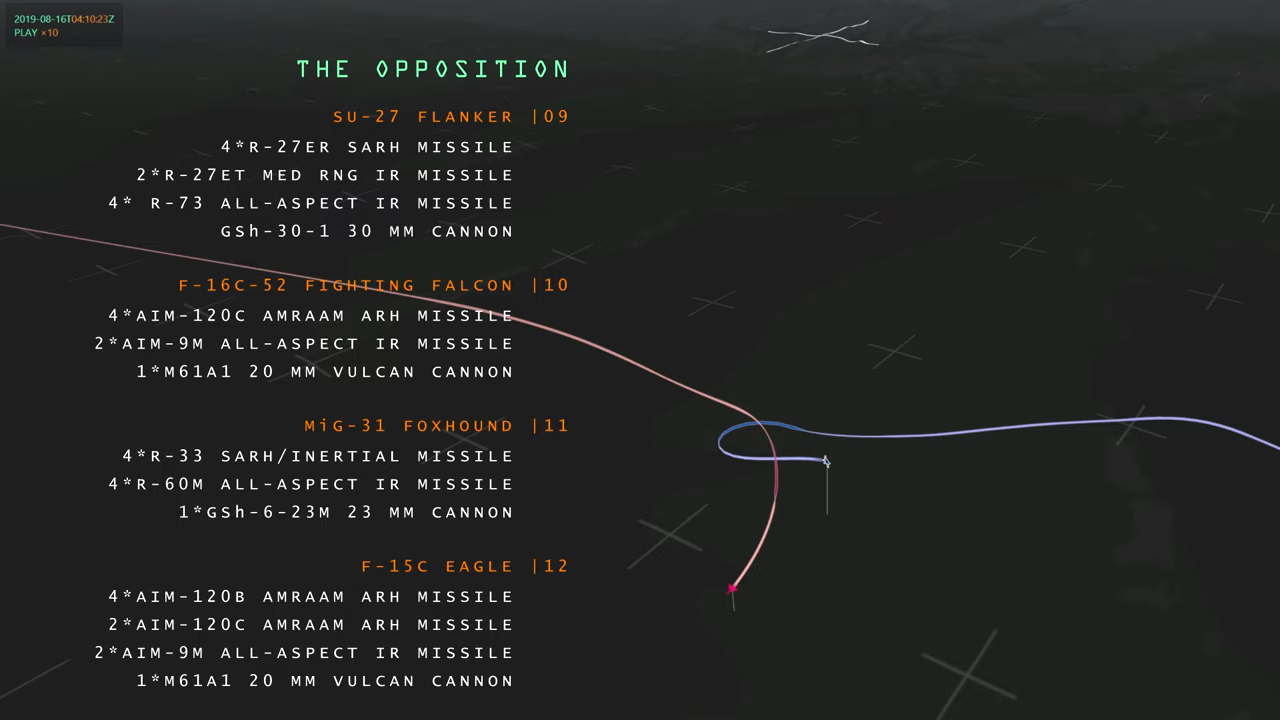 2019-08-16T04:10:23Z
PLAY ×10
THE OPPOSITION
SU-27 FLANKER |09
4*R-27ER SARH MISSILE
2*R-27ET MED RNG IR MISSILE
4* R-73 ALL-ASPECT IR MISSILE
GSh-30-1 30 MM CANNON
F-16C-52 FIGHTING FALCON |10
4*AIM-120C AMRAAM ARH MISSILE
2*AIM-9M ALL-ASPECT IR MISSILE
1*M61A1 20 MM VULCAN CANNON
MiG-31 FOXHOUND |11
4*R-33 SARH/INERTIAL MISSILE
4*R-60M ALL-ASPECT IR MISSILE
1*GSh-6-23M 23 MM CANNON
F-15C EAGLE |12
4*AIM-120B AMRAAM ARH MISSILE
2*AIM-120C AMRAAM ARH MISSILE
2*AIM-9M ALL-ASPECT IR MISSILE
1*M61A1 20 MM VULCAN CANNON